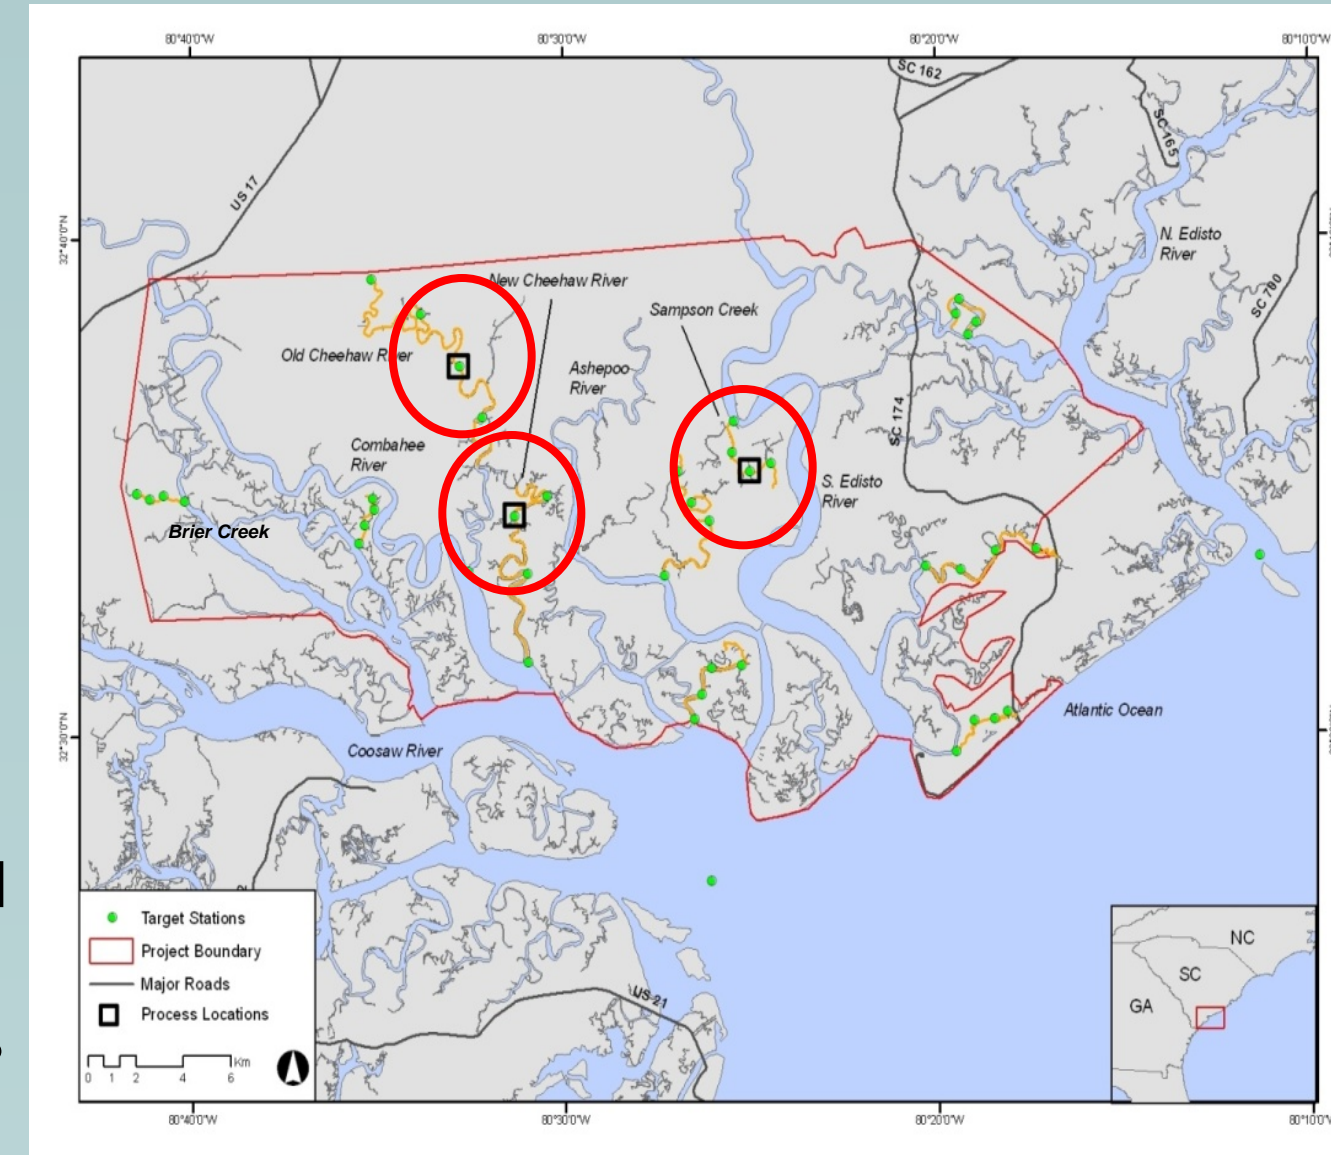 80°40'0"W
80°30'0"W
80°20'0"W
80°10'0"W
SC 162
SC 165
US 17
32°40'0"N
N. Edisto
River
New Cheehaw River
Sampson Creek
SC 700
Old Cheehaw River
Ashepoo
River
SC 174
Combahee
River
S. Edisto
River
Brier Creek
Atlantic Ocean
32°30'0"N
Coosaw River
Target Stations
Project Boundary
Major Roads
Process Locations
Km
0 1 2 4 6
US 21
NC
SC
GA
80°40'0"W
80°30'0"W
80°20'0"W
80°10'0"W